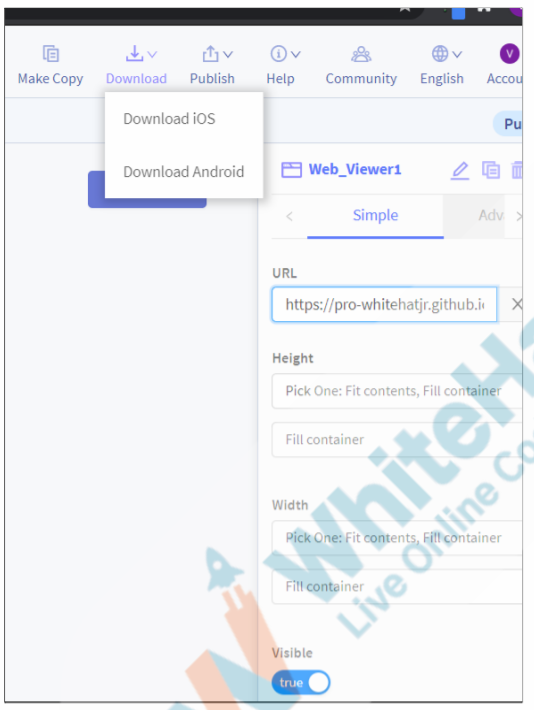 Make Copy Download Publish Help Community English Accou
Download iOS
Download Android
Pu
Web_Viewer1
Simple Adv
URL
https://pro-whitehatjr.github.i
Height
Pick One: Fit contents, Fill container
Fill container
Width
Pick One: Fit contents, Fill container
Fill container
Visible
true
V
WhiteHa
Live Online Co